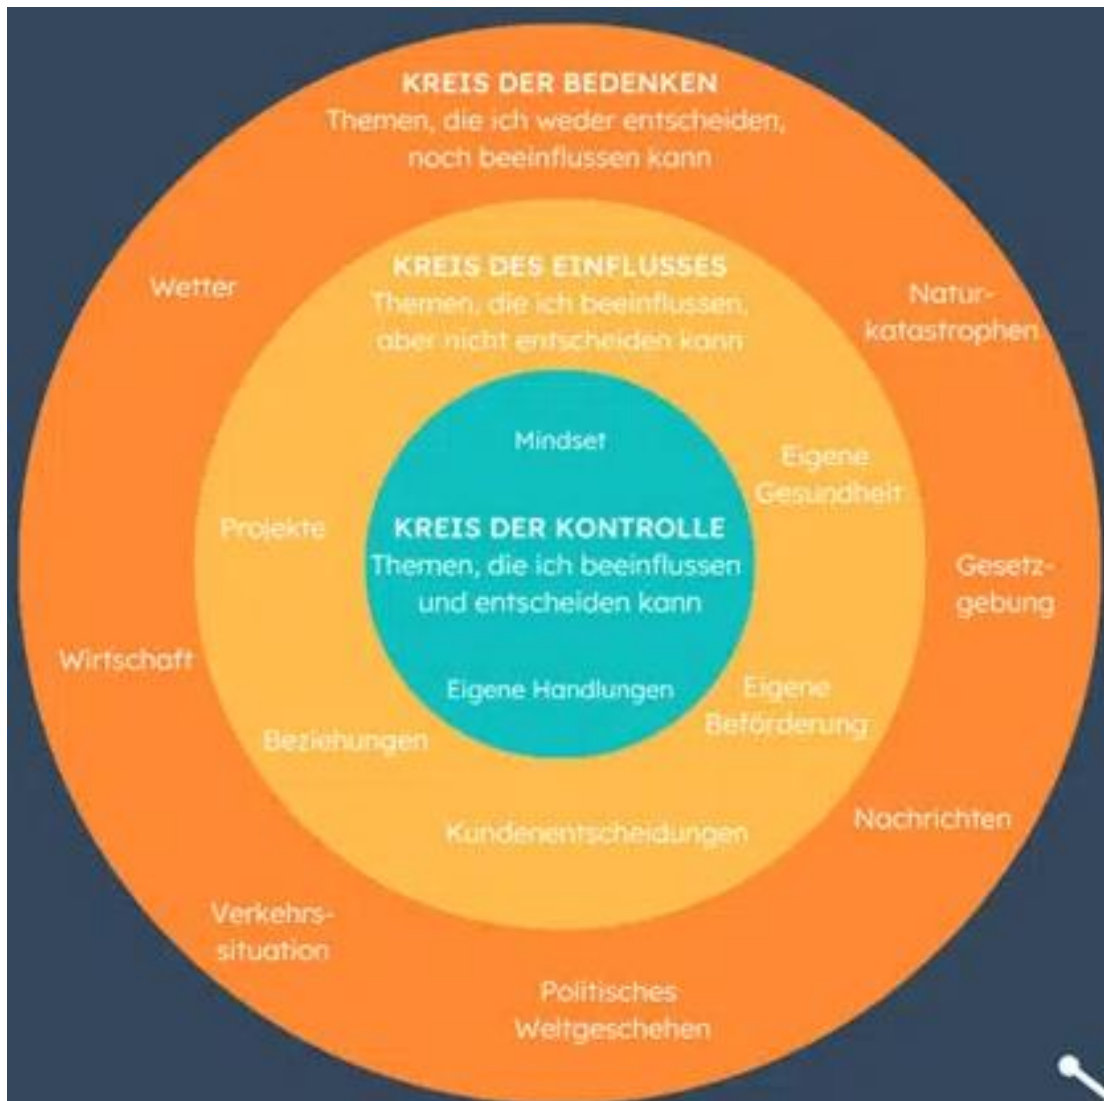 KREIS DER BEDENKEN
Themen, die ich weder entscheiden,
noch beeinflussen kann
Wetter
Natur-
katastrophen
KREIS DES EINFLUSSES
Themen, die ich beeinflussen,
aber nicht entscheiden kann
Mindset
Eigene
Gesundheit
Projekte
KREIS DER KONTROLLE
Themen, die ich beeinflussen
und entscheiden kann
Gesetz-
gebung
Wirtschaft
Eigene Handlungen
Eigene
Beförderung
Beziehungen
Kundenentscheidungen
Nachrichten
Verkehrs-
situation
Politisches
Weltgeschehen